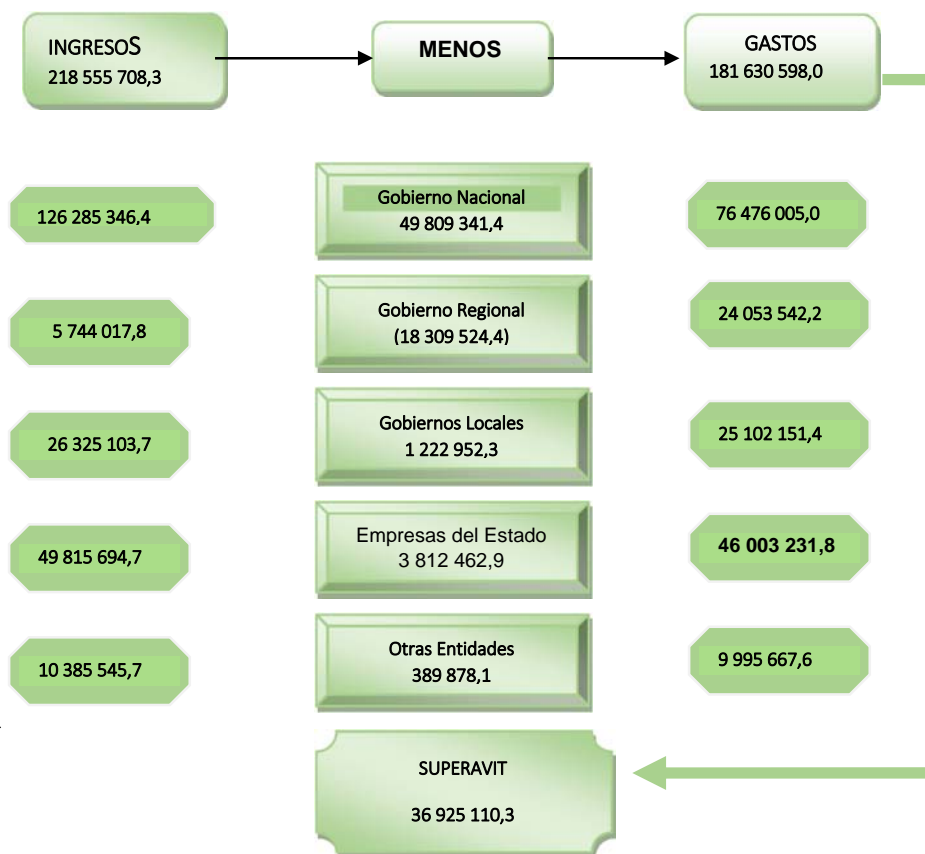 INGRESOS
218 555 708,3
MENOS
GASTOS
181 630 598,0
126 285 346,4
Gobierno Nacional
49 809 341,4
76 476 005,0
5 744 017,8
Gobierno Regional
(18 309 524,4)
24 053 542,2
26 325 103,7
Gobiernos Locales
1 222 952,3
25 102 151,4
49 815 694,7
Empresas del Estado
3 812 462,9
46 003 231,8
10 385 545,7
Otras Entidades
389 878,1
9 995 667,6
SUPERAVIT
36 925 110,3